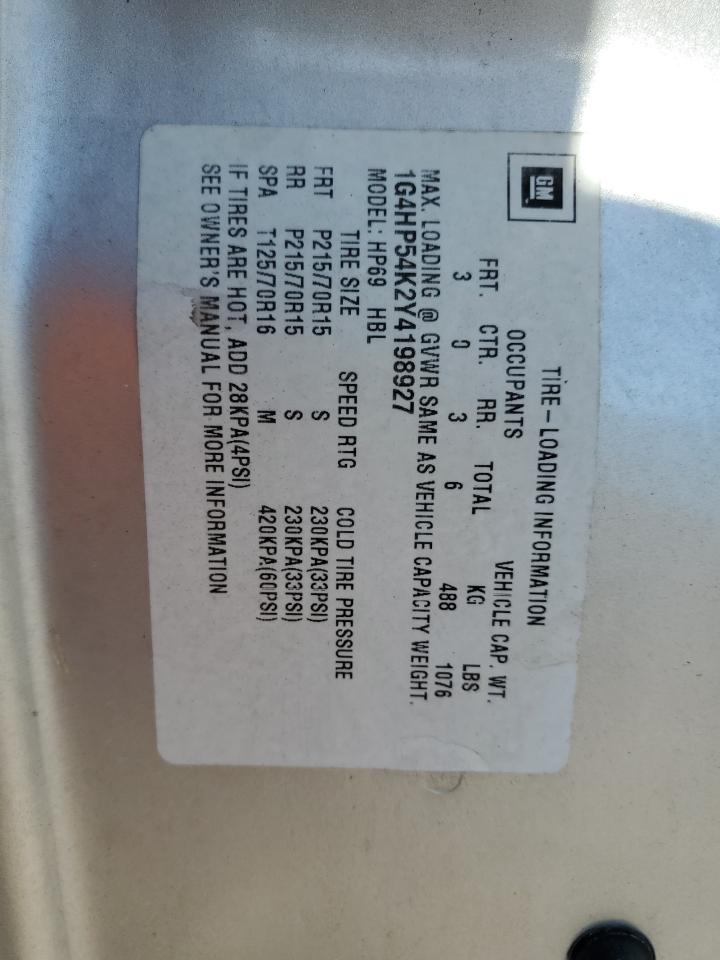 GM
TIRE-LOADING INFORMATION
OCCUPANTS VEHICLE CAP. WT.
FRT. CTR. RR. TOTAL KG LBS
3 0 3 6 488 1076
MAX. LOADING @ GVWR SAME AS VEHICLE CAPACITY WEIGHT.
1G4HP54K2Y4198927
MODEL: HP69 HBL
TIRE SIZE SPEED RTG COLD TIRE PRESSURE
FRT P215/70R15 S 230KPA(33PSI)
RR P215/70R15 S 230KPA(33PSI)
SPA T125/70R16 M 420KPA(60PSI)
IF TIRES ARE HOT, ADD 28KPA(4PSI)
SEE OWNER'S MANUAL FOR MORE INFORMATION